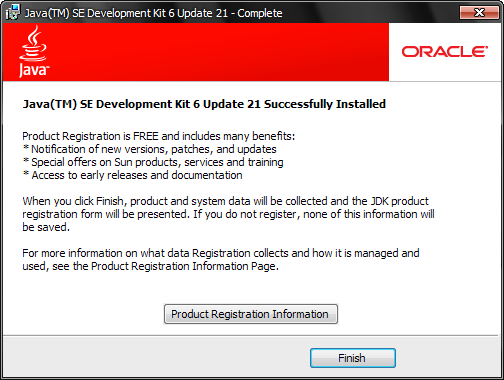 Java(TM) SE Development Kit 6 Update 21 - Complete
Java™
ORACLE®
Java(TM) SE Development Kit 6 Update 21 Successfully Installed
Product Registration is FREE and includes many benefits:
* Notification of new versions, patches, and updates
* Special offers on Sun products, services and training
* Access to early releases and documentation
When you click Finish, product and system data will be collected and the JDK product
registration form will be presented. If you do not register, none of this information will
be saved.
For more information on what data Registration collects and how it is managed and
used, see the Product Registration Information Page.
Product Registration Information
Finish